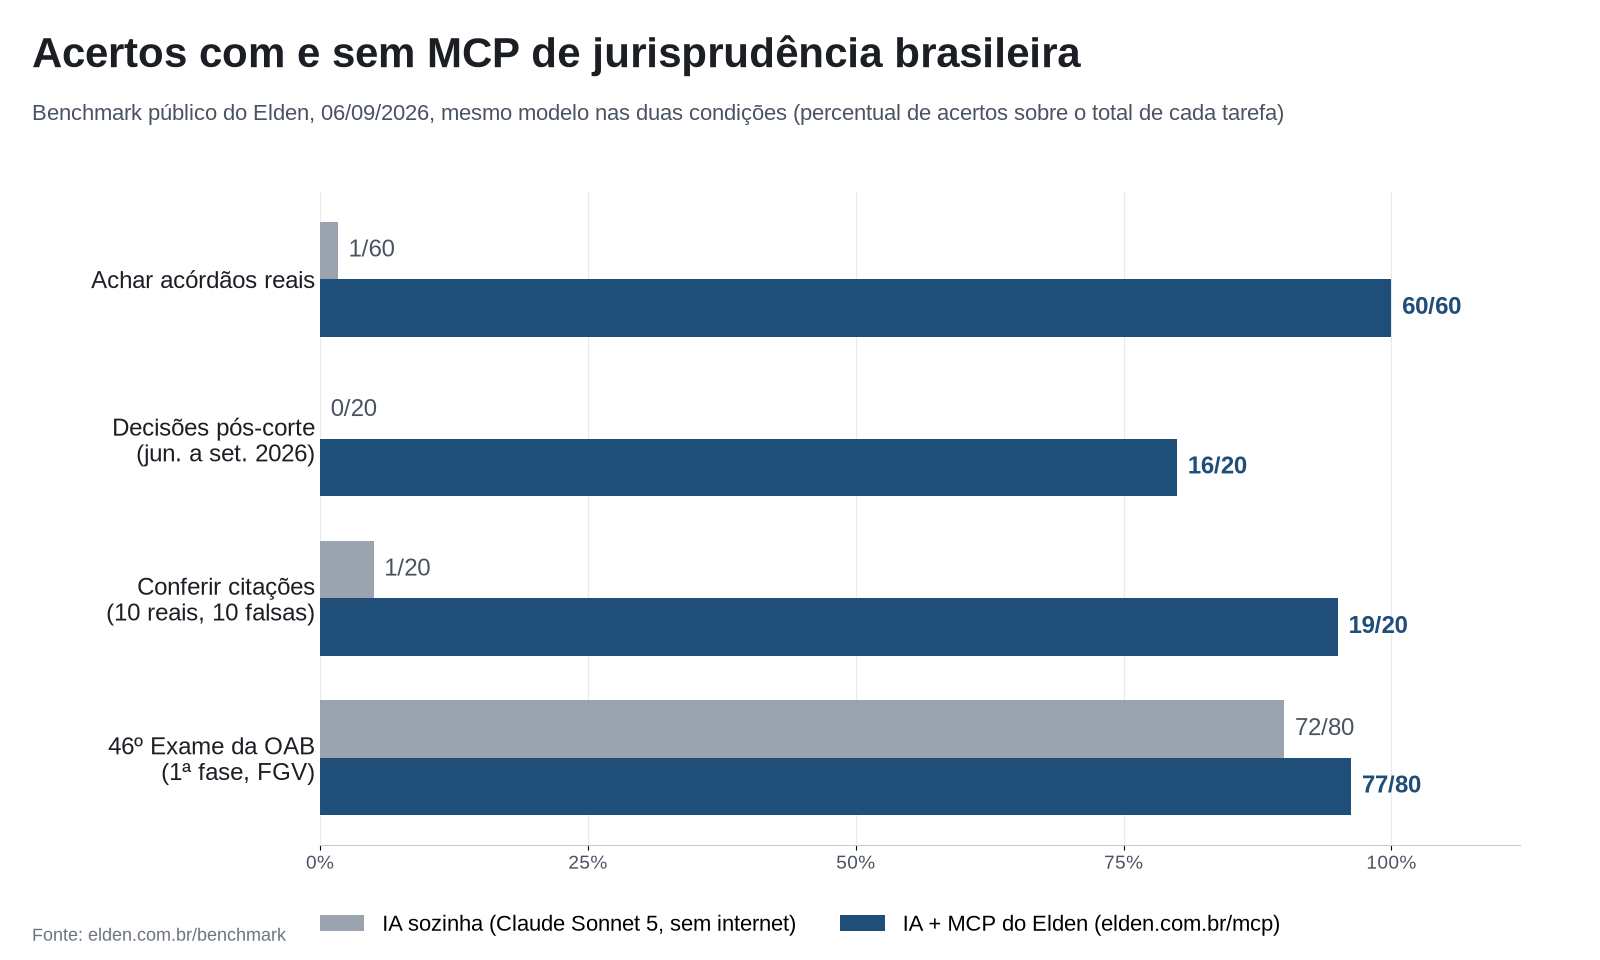 Acertos com e sem MCP de jurisprudência brasileira
Benchmark público do Elden, 06/09/2026, mesmo modelo nas duas condições (percentual de acertos sobre o total de cada tarefa)
1/60
Achar acórdãos reais
60/60
0/20
Decisões pós-corte
(jun. a set. 2026)
16/20
1/20
Conferir citações
(10 reais, 10 falsas)
19/20
72/80
46º Exame da OAB
(1ª fase, FGV)
77/80
0% 25% 50% 75% 100%
IA sozinha (Claude Sonnet 5, sem internet) IA + MCP do Elden (elden.com.br/mcp)
Fonte: elden.com.br/benchmark